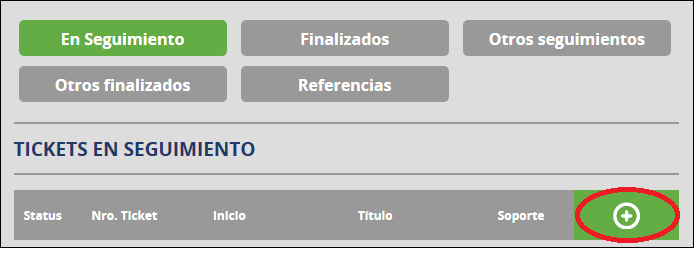 En Seguimiento Finalizados Otros seguimientos
Otros finalizados Referencias
TICKETS EN SEGUIMIENTO
Status Nro. Ticket Inicio Título Soporte